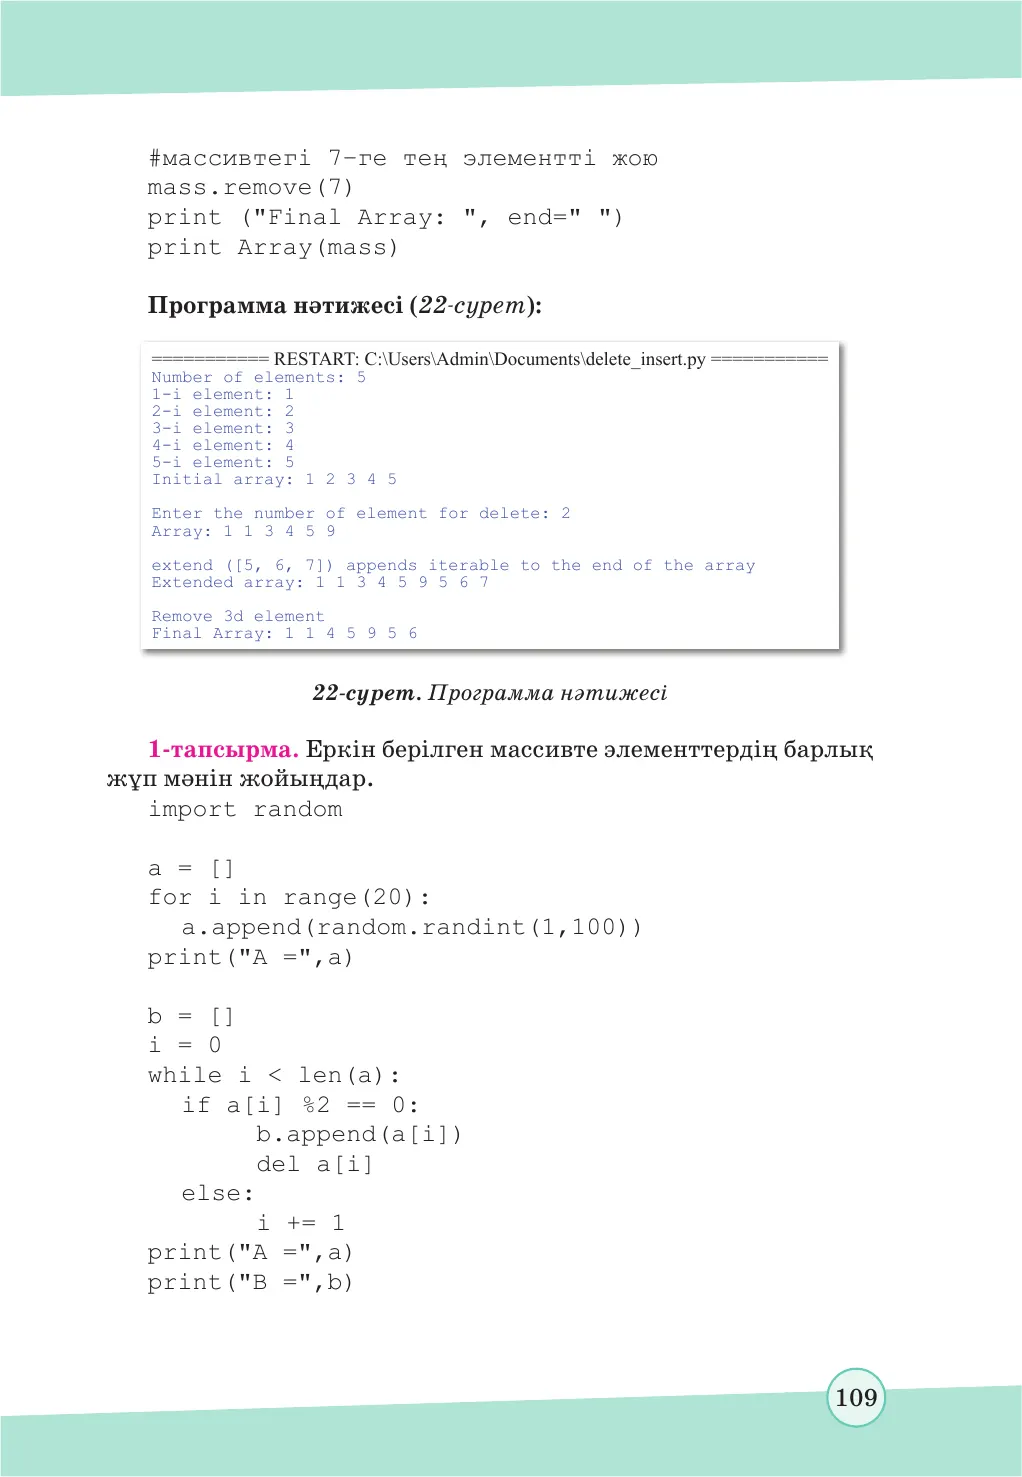 #массивтегі 7-ге тең элементті жою
mass.remove(7)
print ("Final Array: ", end=" ")
print Array(mass)
Программа нәтижесі (22-сурет):
=========== RESTART: C:\Users\Admin\Documents\delete_insert.py ===========
Number of elements: 5
1-i element: 1
2-i element: 2
3-i element: 3
4-i element: 4
5-i element: 5
Initial array: 1 2 3 4 5
Enter the number of element for delete: 2
Array: 1 1 3 4 5 9
extend ([5, 6, 7]) appends iterable to the end of the array
Extended array: 1 1 3 4 5 9 5 6 7
Remove 3d element
Final Array: 1 1 4 5 9 5 6
22-сурет. Программа нәтижесі
1-тапсырма. Еркін берілген массивте элементтердің барлық
жұп мәнін жойыңдар.
import random
a = []
for i in range(20):
a.append(random.randint(1,100))
print("A =",a)
b = []
i = 0
while i < len(a):
if a[i] %2 == 0:
b.append(a[i])
del a[i]
else:
i += 1
print("A =",a)
print("B =",b)
109